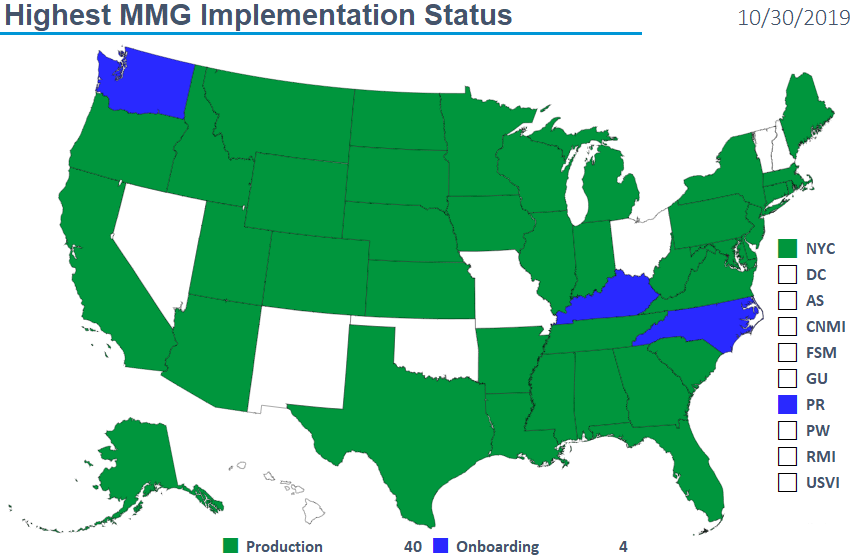 Highest MMG Implementation Status
10/30/2019
NYC
DC
AS
CNMI
FSM
GU
PR
PW
RMI
USVI
Production 40 Onboarding 4